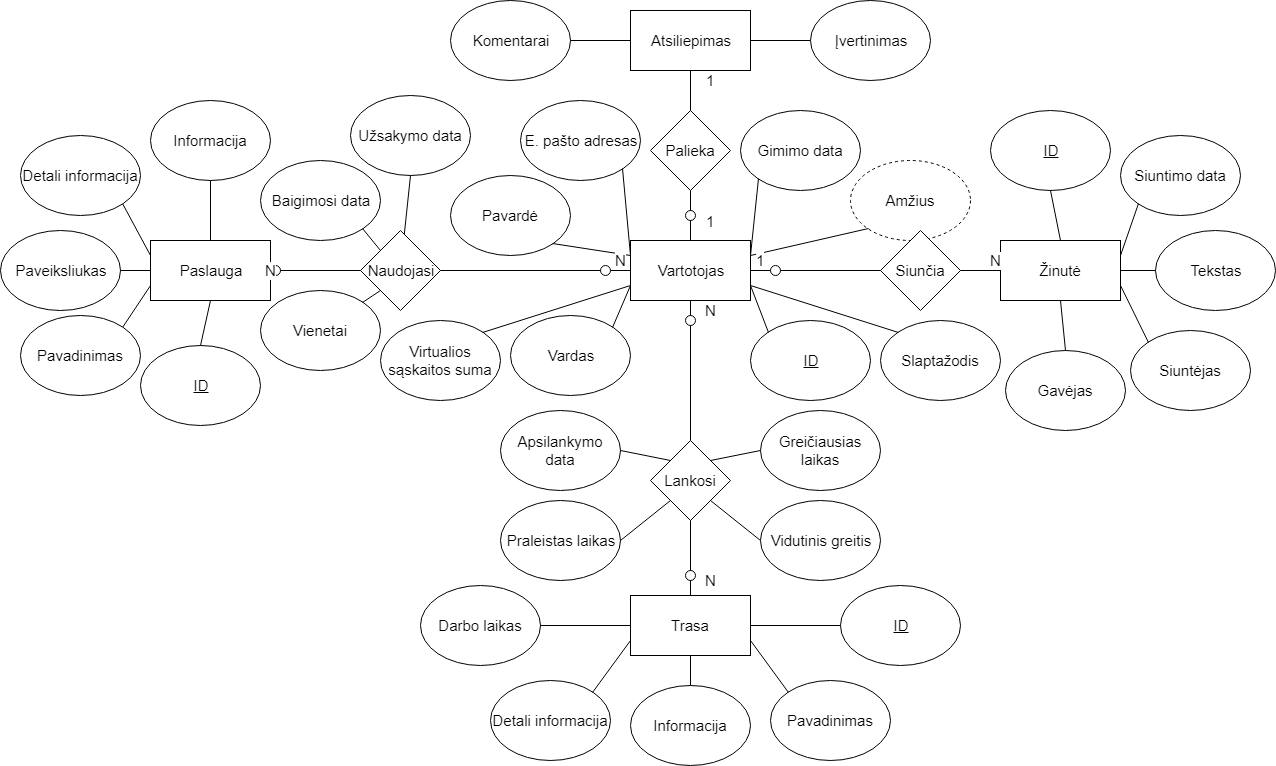 Komentarai
Atsiliepimas
Įvertinimas
1
Informacija
Užsakymo data
E. pašto adresas
Palieka
Gimimo data
ID
Detali informacija
Siuntimo data
Baigimosi data
Pavardė
Amžius
1
Paveiksliukas
Paslauga
N
Naudojasi
N
Vartotojas
1
Siunčia
N
Žinutė
Tekstas
N
Pavadinimas
Vienetai
Virtualios
sąskaitos suma
Vardas
ID
Slaptažodis
Siuntėjas
ID
Gavėjas
Apsilankymo
data
Greičiausias
laikas
Lankosi
Praleistas laikas
Vidutinis greitis
N
Darbo laikas
Trasa
ID
Detali informacija
Informacija
Pavadinimas